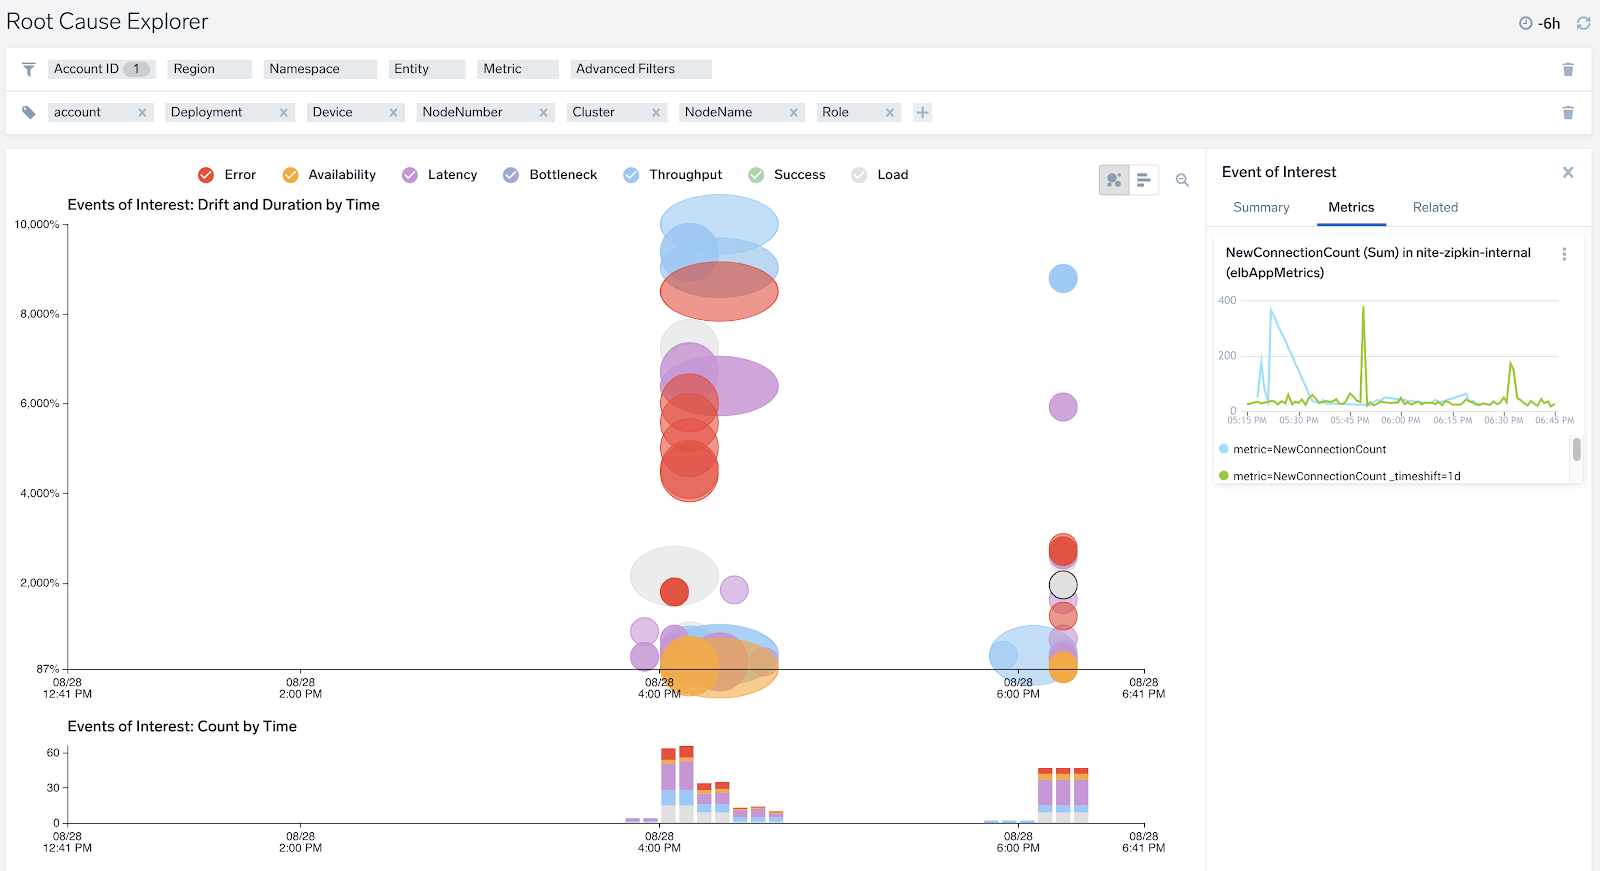 Root Cause Explorer
-6h
Account ID 1 Region Namespace Entity Metric Advanced Filters
account Deployment Device NodeNumber Cluster NodeName Role
Error Availability Latency Bottleneck Throughput Success Load
Events of Interest: Drift and Duration by Time
10,000%
8,000%
6,000%
4,000%
2,000%
87%
08/28 08/28 08/28 08/28 08/28
12:41 PM 2:00 PM 4:00 PM 6:00 PM 6:41 PM
Events of Interest: Count by Time
60
30
0
08/28 08/28 08/28 08/28 08/28
12:41 PM 2:00 PM 4:00 PM 6:00 PM 6:41 PM
Event of Interest
Summary Metrics Related
NewConnectionCount (Sum) in nite-zipkin-internal
(elbAppMetrics)
400
200
0
05:15 PM 05:30 PM 05:45 PM 06:00 PM 06:15 PM 06:30 PM 06:45 PM
metric=NewConnectionCount
metric=NewConnectionCount _timeshift=1d